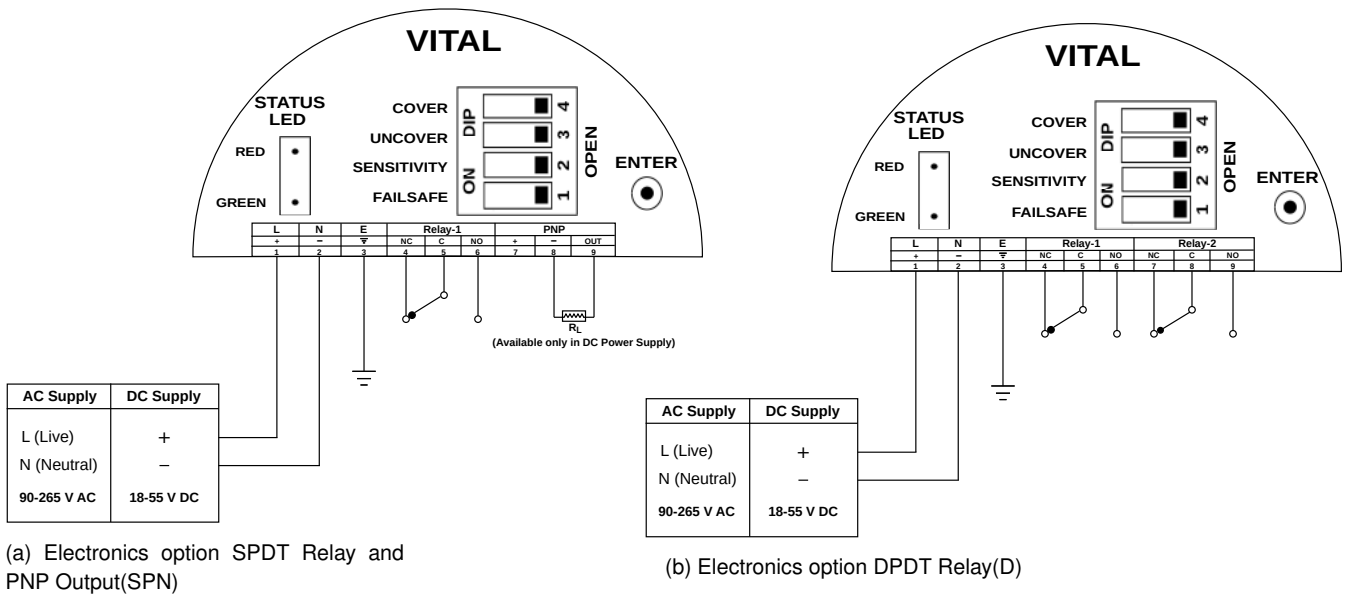 VITAL
STATUS
LED
RED
GREEN
COVER
UNCOVER
SENSITIVITY
FAILSAFE
ON DIP
4
3
2
1
OPEN
ENTER
L N E Relay-1 PNP
+ − NC C NO + − OUT
1 2 3 4 5 6 7 8 9
RL
(Available only in DC Power Supply)
AC Supply DC Supply
L (Live) +
N (Neutral) −
90-265 V AC 18-55 V DC
(a) Electronics option SPDT Relay and
PNP Output(SPN)
VITAL
STATUS
LED
RED
GREEN
COVER
UNCOVER
SENSITIVITY
FAILSAFE
ON DIP
4
3
2
1
OPEN
ENTER
L N E Relay-1 Relay-2
+ − NC C NO NC C NO
1 2 3 4 5 6 7 8 9
AC Supply DC Supply
L (Live) +
N (Neutral) −
90-265 V AC 18-55 V DC
(b) Electronics option DPDT Relay(D)